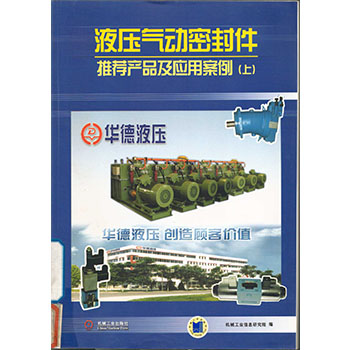 液压气动密封件
推荐产品及应用案例(上)
华德液压
华德液压 创造顾客价值
机械工业出版社
机械工业信息研究院 编